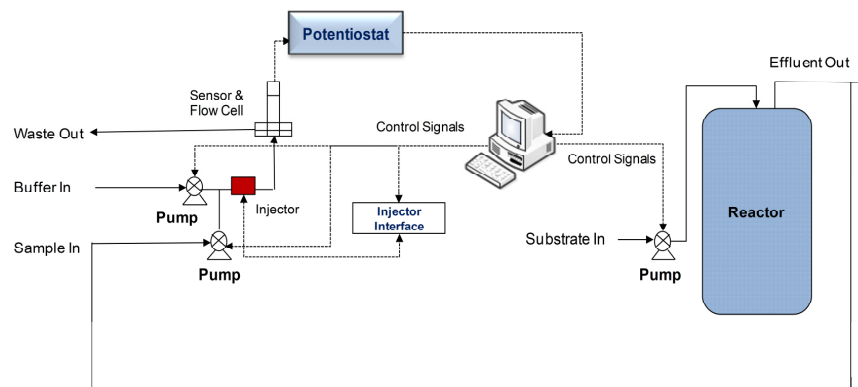 Potentiostat
Effluent Out
Sensor &
Flow Cell
Waste Out
Control Signals
Control Signals
Buffer In
Injector
Pump
Injector
Interface
Reactor
Sample In
Substrate In
Pump
Pump